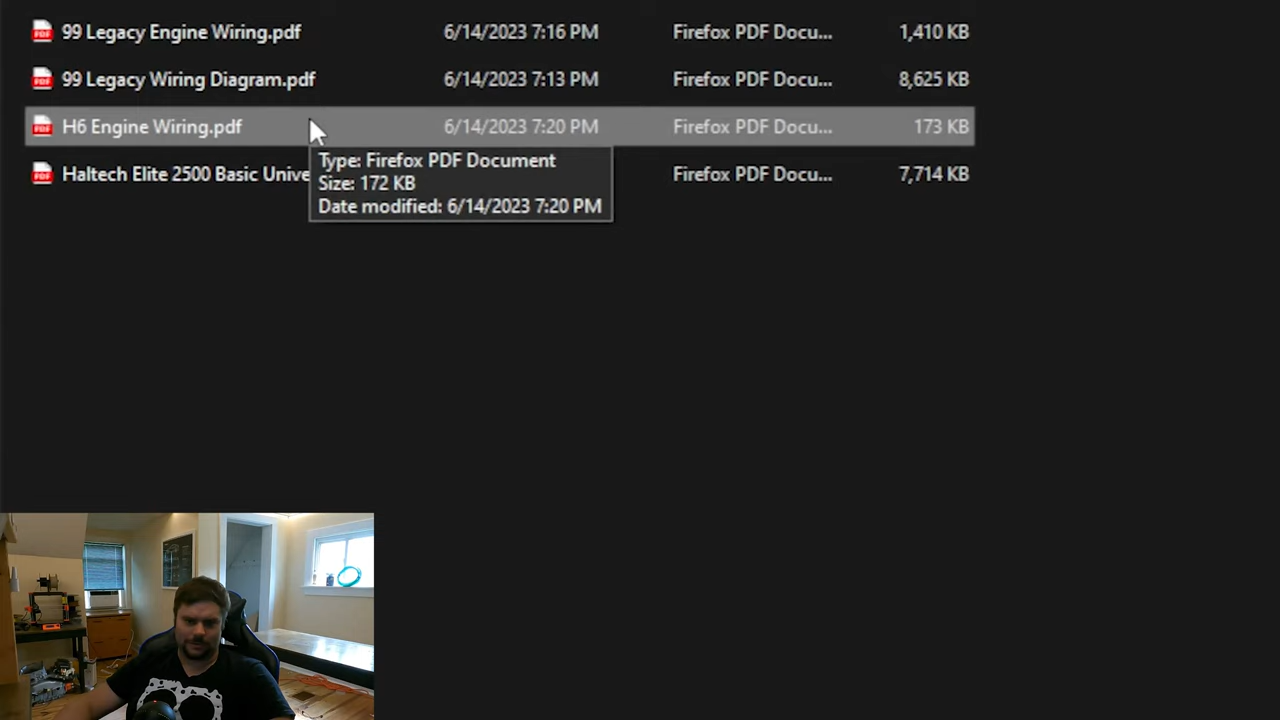 99 Legacy Engine Wiring.pdf 6/14/2023 7:16 PM Firefox PDF Docu... 1,410 KB
99 Legacy Wiring Diagram.pdf 6/14/2023 7:13 PM Firefox PDF Docu... 8,625 KB
H6 Engine Wiring.pdf 6/14/2023 7:20 PM Firefox PDF Docu... 173 KB
Haltech Elite 2500 Basic Unive Firefox PDF Docu... 7,714 KB
Type: Firefox PDF Document
Size: 172 KB
Date modified: 6/14/2023 7:20 PM